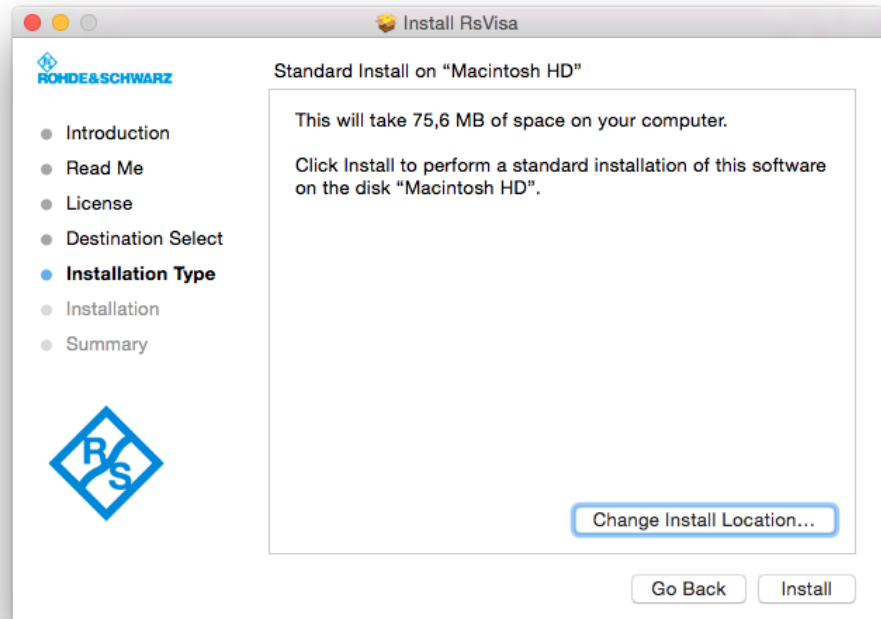 Install RsVisa
ROHDE&SCHWARZ
Standard Install on “Macintosh HD”
Introduction
Read Me
License
Destination Select
Installation Type
Installation
Summary
This will take 75,6 MB of space on your computer.
Click Install to perform a standard installation of this software
on the disk “Macintosh HD”.
R
S
Change Install Location...
Go Back
Install